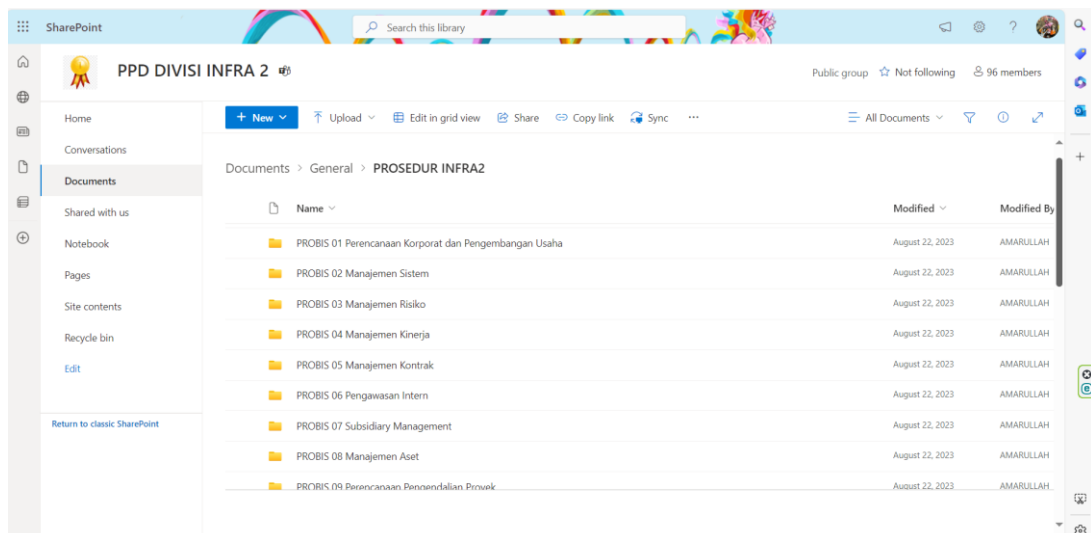 SharePoint
Search this library
?
PPD DIVISI INFRA 2
Public group Not following 96 members
Home
Conversations
Documents
Shared with us
Notebook
Pages
Site contents
Recycle bin
Edit
Return to classic SharePoint
+ New Upload Edit in grid view Share Copy link Sync ... All Documents
Documents > General > PROSEDUR INFRA2
Name Modified Modified By
PROBIS 01 Perencanaan Korporat dan Pengembangan Usaha August 22, 2023 AMARULLAH
PROBIS 02 Manajemen Sistem August 22, 2023 AMARULLAH
PROBIS 03 Manajemen Risiko August 22, 2023 AMARULLAH
PROBIS 04 Manajemen Kinerja August 22, 2023 AMARULLAH
PROBIS 05 Manajemen Kontrak August 22, 2023 AMARULLAH
PROBIS 06 Pengawasan Intern August 22, 2023 AMARULLAH
PROBIS 07 Subsidiary Management August 22, 2023 AMARULLAH
PROBIS 08 Manajemen Aset August 22, 2023 AMARULLAH
PROBIS 09 Perencanaan Pengendalian Proyek August 22, 2023 AMARULLAH